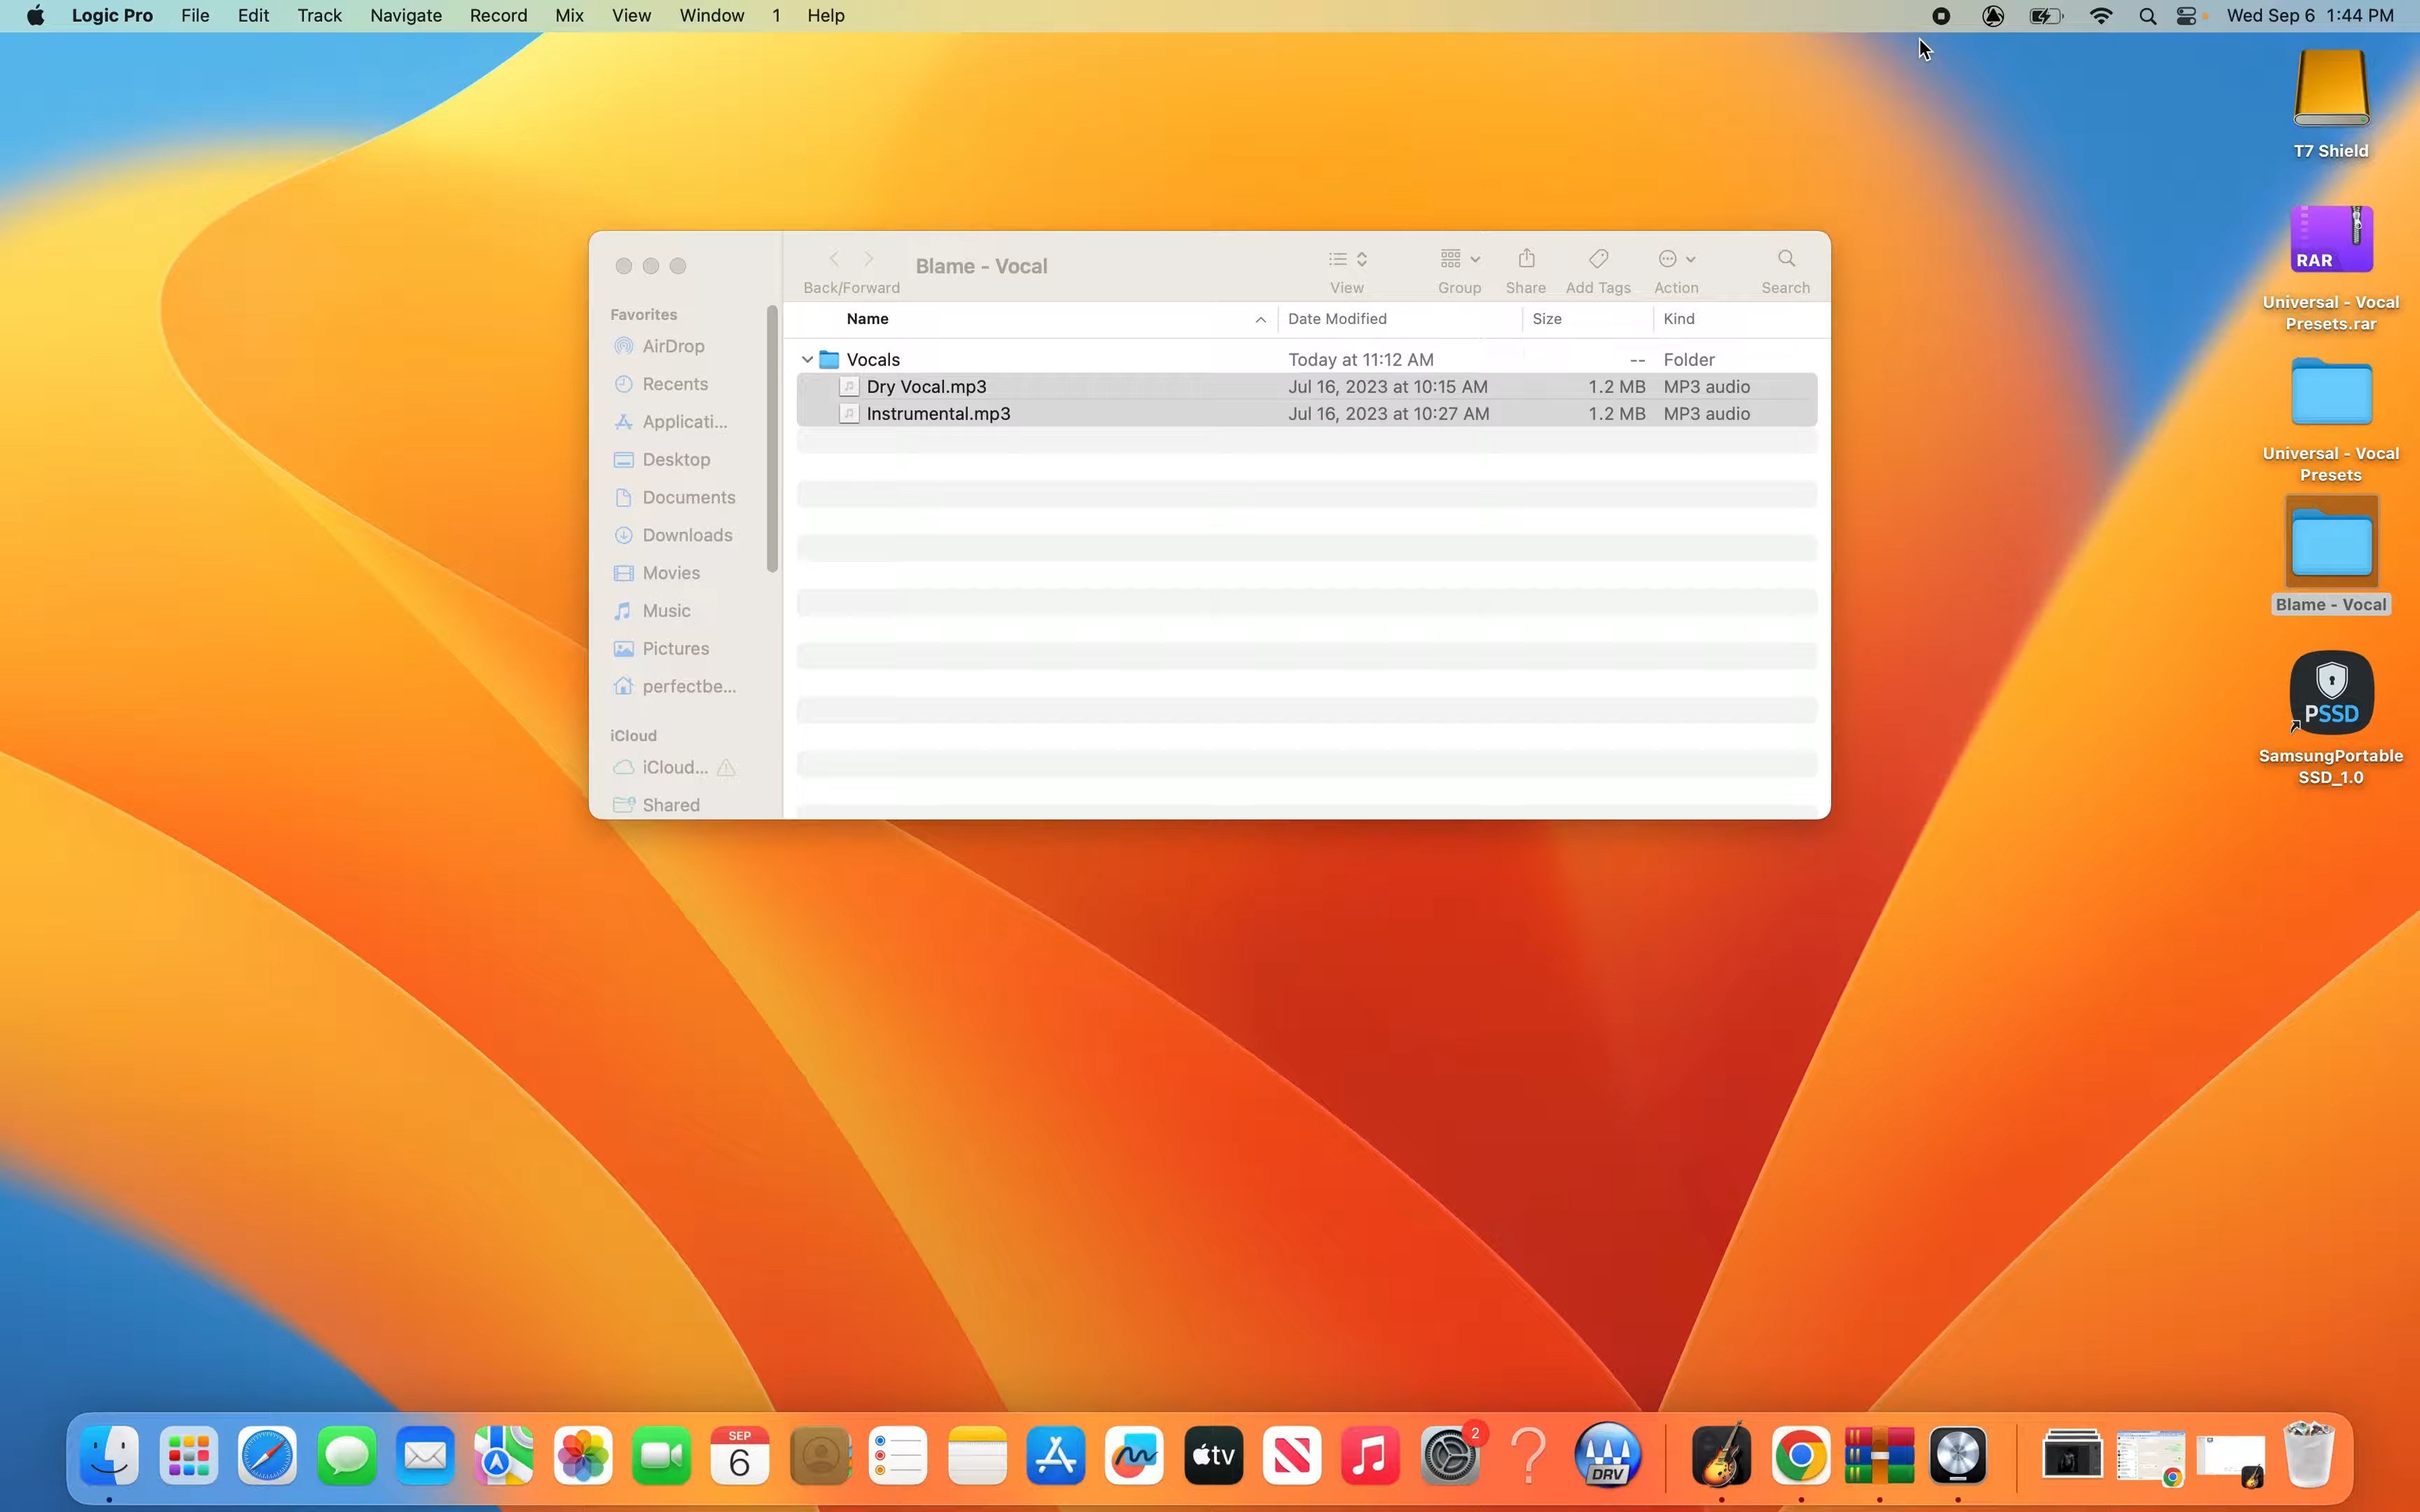 Logic Pro File Edit Track Navigate Record Mix View Window 1 Help Wed Sep 6 1:44 PM
T7 Shield
RAR
Universal - Vocal
Presets.rar
Universal - Vocal
Presets
Blame - Vocal
PSSD
SamsungPortable
SSD_1.0
Blame - Vocal
Back/Forward View Group Share Add Tags Action Search
Favorites
AirDrop
Recents
Applicati...
Desktop
Documents
Downloads
Movies
Music
Pictures
perfectbe...
iCloud
iCloud...
Shared
Name Date Modified Size Kind
Vocals Today at 11:12 AM -- Folder
Dry Vocal.mp3 Jul 16, 2023 at 10:15 AM 1.2 MB MP3 audio
Instrumental.mp3 Jul 16, 2023 at 10:27 AM 1.2 MB MP3 audio
SEP
6
tv
2
DRV